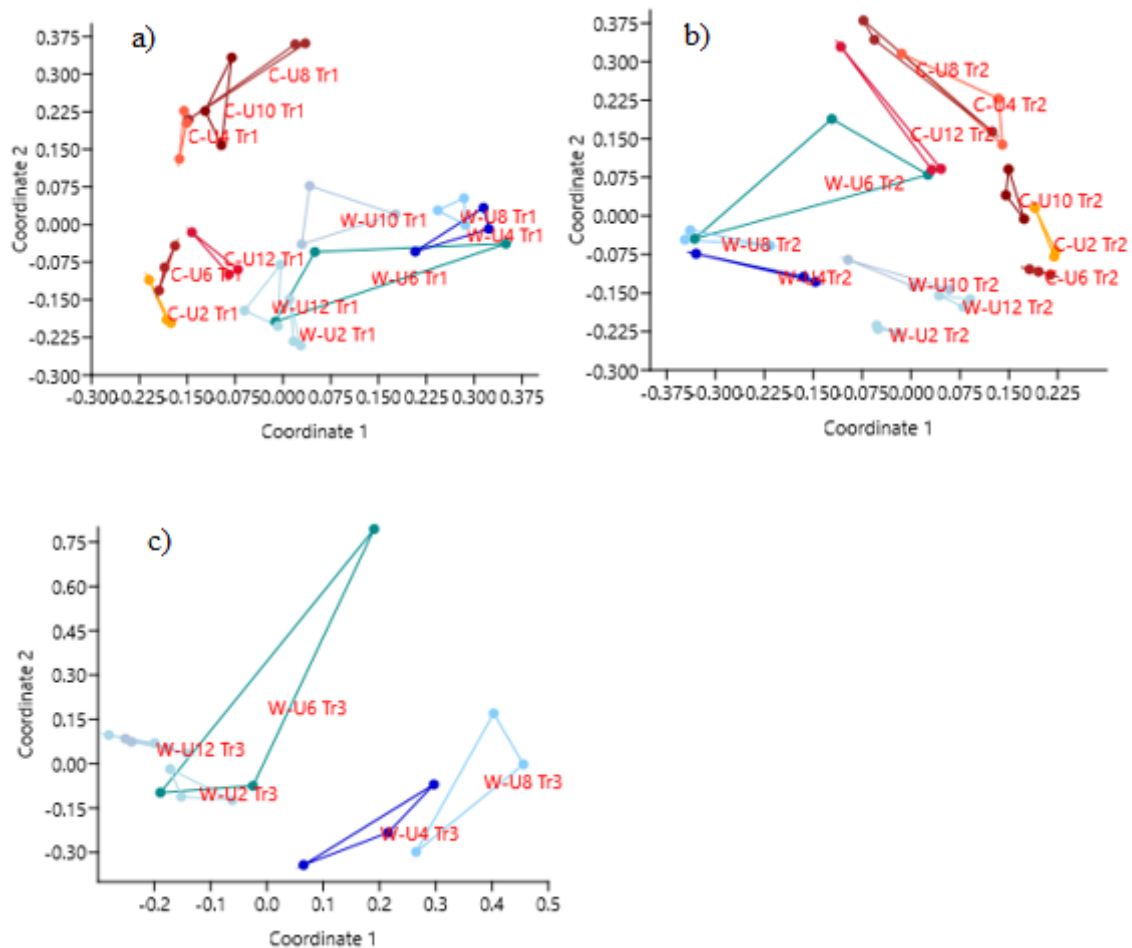 a)
0.375
0.300
0.225
0.150
0.075
0.000
-0.075
-0.150
-0.225
-0.300
Coordinate 2
C-U8 Tr1
C-U10 Tr1
C-U4 Tr1
W-U10 Tr1
W-U8 Tr1
W-U4 Tr1
C-U12 Tr1
C-U6 Tr1
W-U6 Tr1
C-U2 Tr1
W-U12 Tr1
W-U2 Tr1
-0.300 -0.225 -0.150 -0.075 0.000 0.075 0.150 0.225 0.300 0.375
Coordinate 1
b)
0.375
0.300
0.225
0.150
0.075
0.000
-0.075
-0.150
-0.225
-0.300
Coordinate 2
C-U8 Tr2
C-U4 Tr2
C-U12 Tr2
W-U6 Tr2
C-U10 Tr2
W-U8 Tr2
C-U2 Tr2
W-U4Tr2
W-U10 Tr2
C-U6 Tr2
W-U12 Tr2
W-U2 Tr2
-0.375 -0.225 -0.075 0.000 0.075 0.150 0.225
Coordinate 1
c)
0.75
0.60
0.45
0.30
0.15
0.00
-0.15
-0.30
Coordinate 2
W-U6 Tr3
W-U12 Tr3
W-U2 Tr3
W-U8 Tr3
W-U4 Tr3
-0.2 -0.1 0.0 0.1 0.2 0.3 0.4 0.5
Coordinate 1